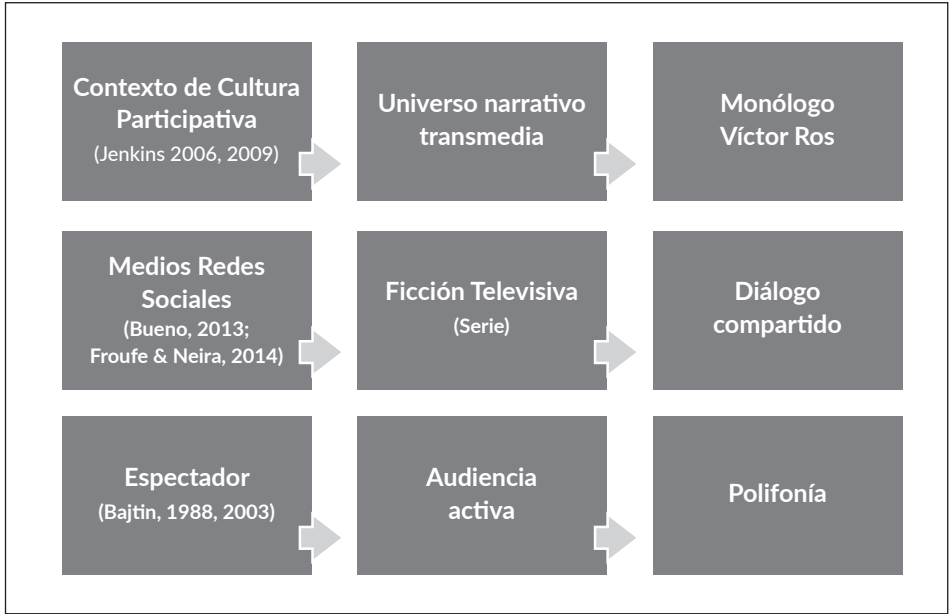 Contexto de Cultura
Participativa
(Jenkins 2006, 2009)
Universo narrativo
transmedia
Monólogo
Víctor Ros
Medios Redes
Sociales
(Bueno, 2013;
Froufe & Neira, 2014)
Ficción Televisiva
(Serie)
Diálogo
compartido
Espectador
(Bajtin, 1988, 2003)
Audiencia
activa
Polifonía